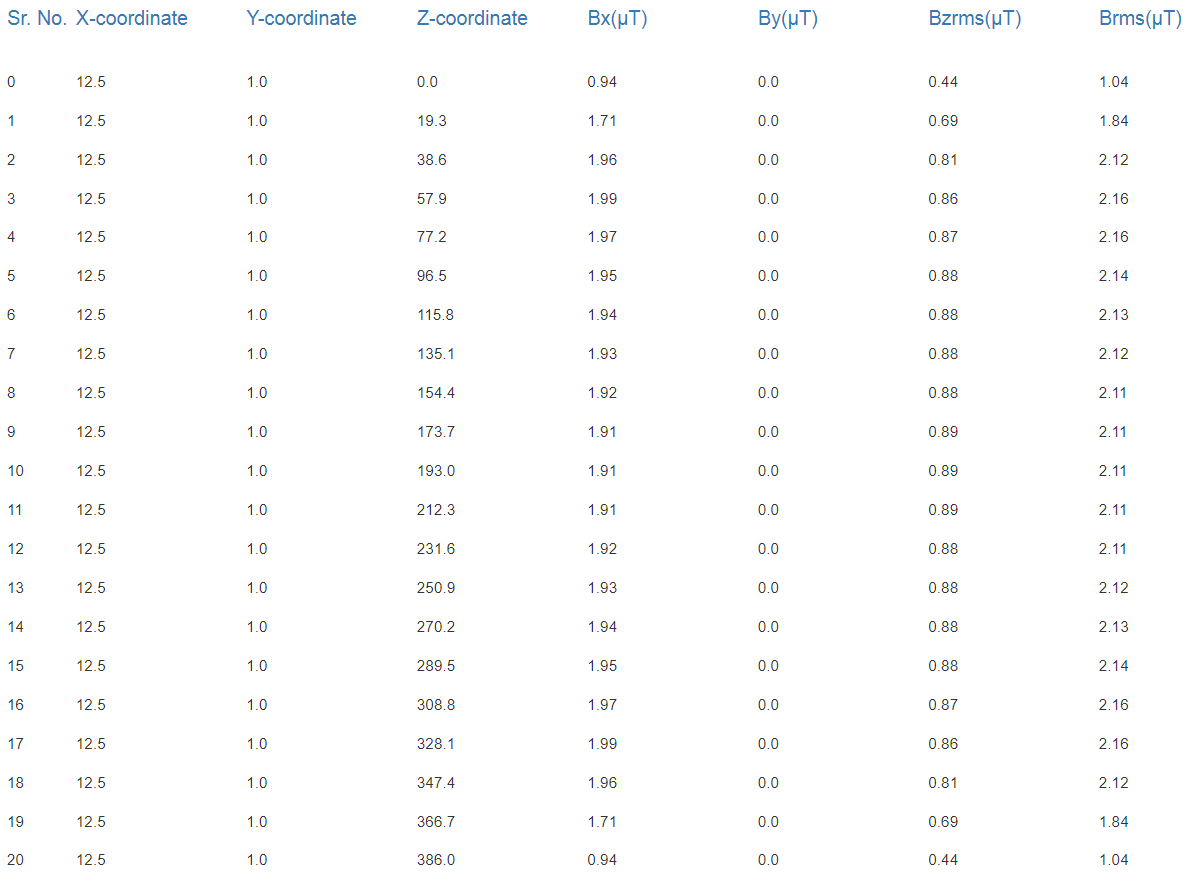 Sr. No. X-coordinate Y-coordinate Z-coordinate Bx(μT) By(μT) Bzrms(μT) Brms(μT)
0 12.5 1.0 0.0 0.94 0.0 0.44 1.04
1 12.5 1.0 19.3 1.71 0.0 0.69 1.84
2 12.5 1.0 38.6 1.96 0.0 0.81 2.12
3 12.5 1.0 57.9 1.99 0.0 0.86 2.16
4 12.5 1.0 77.2 1.97 0.0 0.87 2.16
5 12.5 1.0 96.5 1.95 0.0 0.88 2.14
6 12.5 1.0 115.8 1.94 0.0 0.88 2.13
7 12.5 1.0 135.1 1.93 0.0 0.88 2.12
8 12.5 1.0 154.4 1.92 0.0 0.88 2.11
9 12.5 1.0 173.7 1.91 0.0 0.89 2.11
10 12.5 1.0 193.0 1.91 0.0 0.89 2.11
11 12.5 1.0 212.3 1.91 0.0 0.89 2.11
12 12.5 1.0 231.6 1.92 0.0 0.88 2.11
13 12.5 1.0 250.9 1.93 0.0 0.88 2.12
14 12.5 1.0 270.2 1.94 0.0 0.88 2.13
15 12.5 1.0 289.5 1.95 0.0 0.88 2.14
16 12.5 1.0 308.8 1.97 0.0 0.87 2.16
17 12.5 1.0 328.1 1.99 0.0 0.86 2.16
18 12.5 1.0 347.4 1.96 0.0 0.81 2.12
19 12.5 1.0 366.7 1.71 0.0 0.69 1.84
20 12.5 1.0 386.0 0.94 0.0 0.44 1.04